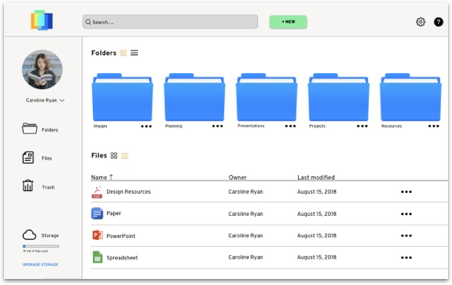 Search....
+ NEW
Caroline Ryan
Folders
Files
Trash
Storage
UPGRADE STORAGE
Folders
Images
Planning
Presentations
Projects
Resources
Files
Name ↑ Owner Last modified
Design Resources Caroline Ryan August 15, 2018
Paper Caroline Ryan August 15, 2018
PowerPoint Caroline Ryan August 15, 2018
Spreadsheet Caroline Ryan August 15, 2018